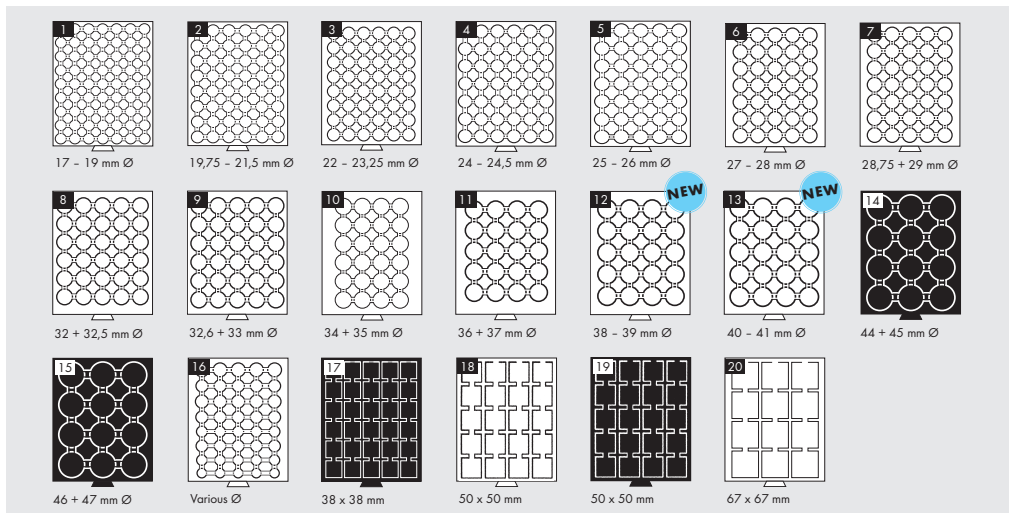 1 2 3 4 5 6 7
17 – 19 mm Ø 19,75 – 21,5 mm Ø 22 – 23,25 mm Ø 24 – 24,5 mm Ø 25 – 26 mm Ø 27 – 28 mm Ø 28,75 + 29 mm Ø
8 9 10 11 12 NEW 13 NEW 14
32 + 32,5 mm Ø 32,6 + 33 mm Ø 34 + 35 mm Ø 36 + 37 mm Ø 38 – 39 mm Ø 40 – 41 mm Ø 44 + 45 mm Ø
15 16 17 18 19 20
46 + 47 mm Ø Various Ø 38 x 38 mm 50 x 50 mm 50 x 50 mm 67 x 67 mm